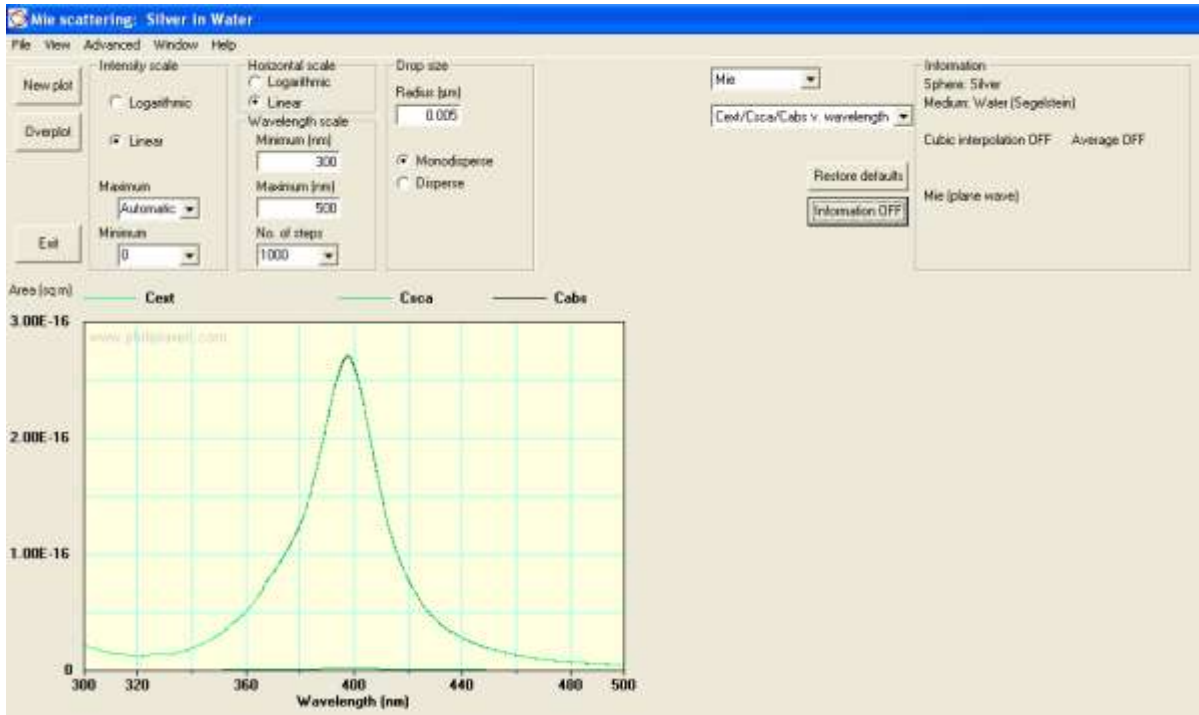 Mie scattering: Silver in Water
File View Advanced Window Help
New plot
Overplot
Exit
Intensity scale
Logarithmic
Linear
Maximum
Automatic
Minimum
0
Horizontal scale
Logarithmic
Linear
Wavelength scale
Minimum (nm)
300
Maximum (nm)
500
No. of steps
1000
Drop size
Radius (µm)
0.005
Monodisperse
Disperse
Mie
Cext/Csca/Cabs v. wavelength
Restore defaults
Information OFF
Information
Sphere: Silver
Medium: Water (Segelstein)
Cubic interpolation OFF Average OFF
Mie (plane wave)
Area (sq.m)
Cext Csca Cabs
www.philiplaven.com
3.00E-16
2.00E-16
1.00E-16
0
300 320 360 400 440 480 500
Wavelength (nm)